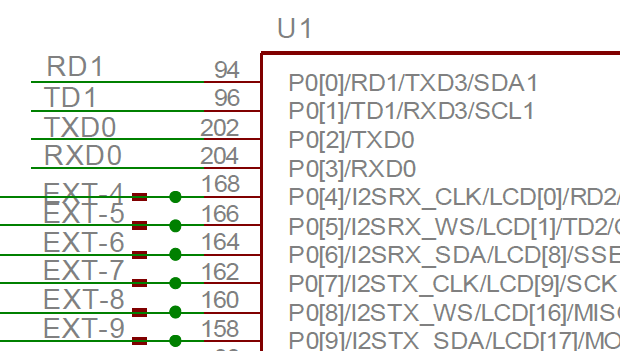 U1
RD1 94 P0[0]/RD1/TXD3/SDA1
TD1 96 P0[1]/TD1/RXD3/SCL1
TXD0 202 P0[2]/TXD0
RXD0 204 P0[3]/RXD0
EXT-4 168 P0[4]/I2SRX_CLK/LCD[0]/RD2/
EXT-5 166 P0[5]/I2SRX_WS/LCD[1]/TD2/
EXT-6 164 P0[6]/I2SRX_SDA/LCD[8]/SSE
EXT-7 162 P0[7]/I2STX_CLK/LCD[9]/SCK
EXT-8 160 P0[8]/I2STX_WS/LCD[16]/MISO
EXT-9 158 P0[9]/I2STX_SDA/LCD[17]/MO